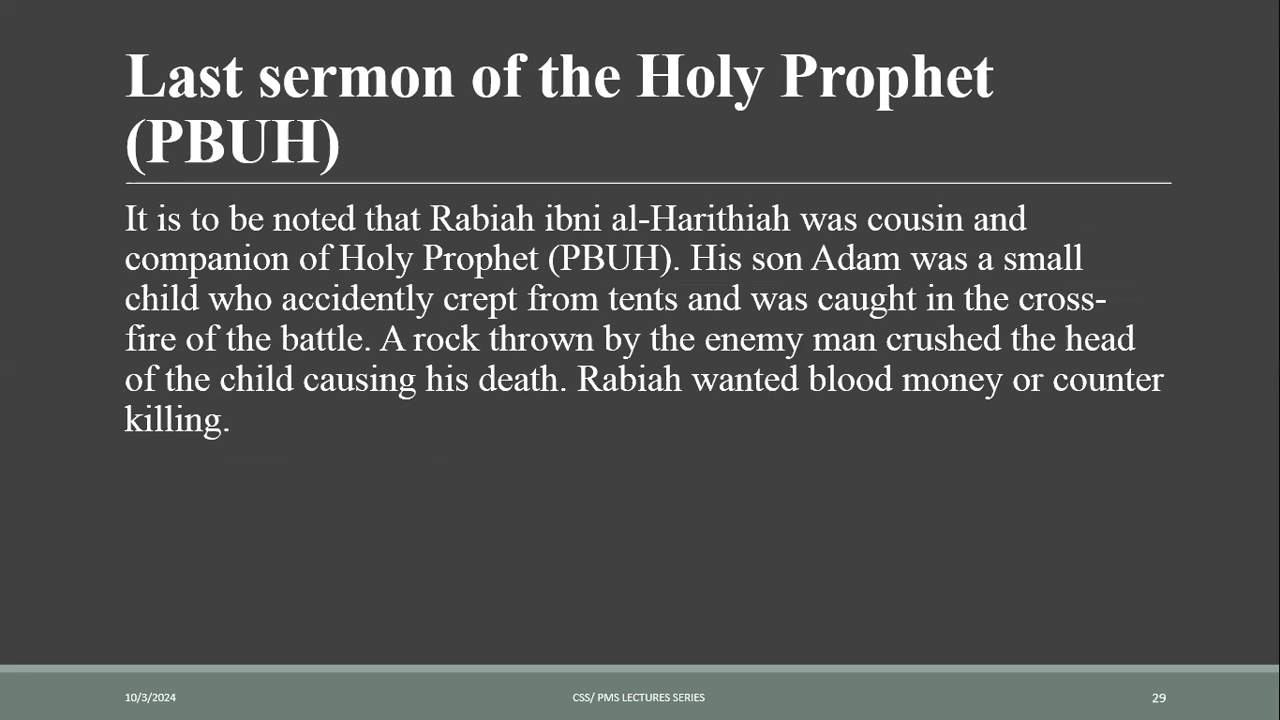 Last sermon of the Holy Prophet
(PBUH)
It is to be noted that Rabiah ibni al-Harithiah was cousin and
companion of Holy Prophet (PBUH). His son Adam was a small
child who accidently crept from tents and was caught in the cross-
fire of the battle. A rock thrown by the enemy man crushed the head
of the child causing his death. Rabiah wanted blood money or counter
killing.
10/3/2024
CSS/ PMS LECTURES SERIES
29